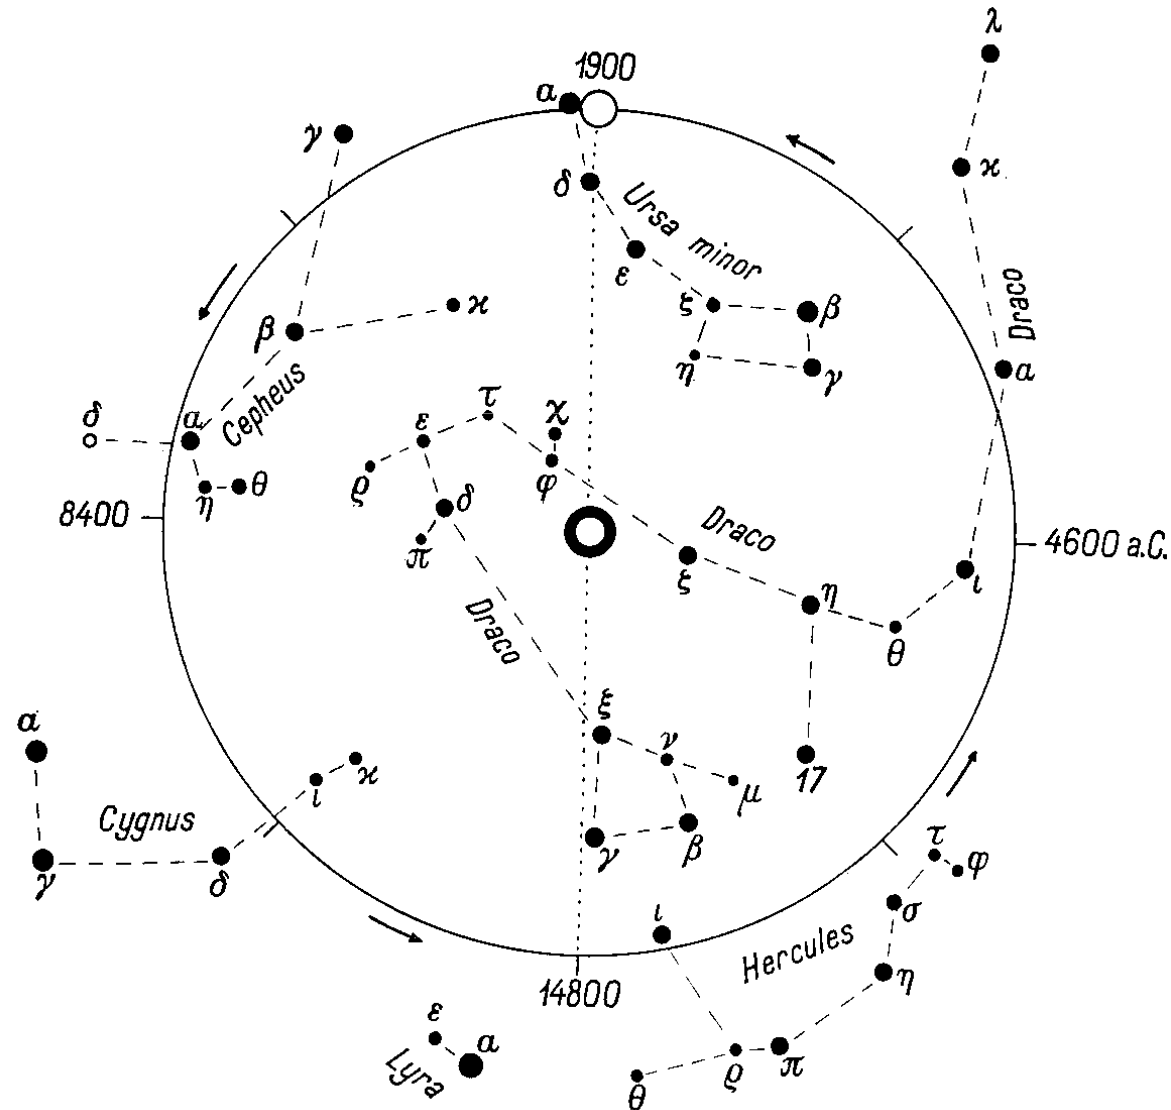 λ
1900
α
γ
ϰ
δ
Ursa minor
ε
ξ
β
η
γ
Draco
α
β
ϰ
Cepheus
δ
α
η
θ
τ
ε
χ
ϱ
φ
δ
π
8400
Draco
ξ
η
θ
ι
4600 a.C.
Draco
ξ
ν
μ
17
γ
β
α
ϰ
ι
Cygnus
γ
δ
τ
φ
σ
ι
Hercules
η
14800
ε
α
Lyra
θ
ϱ
π